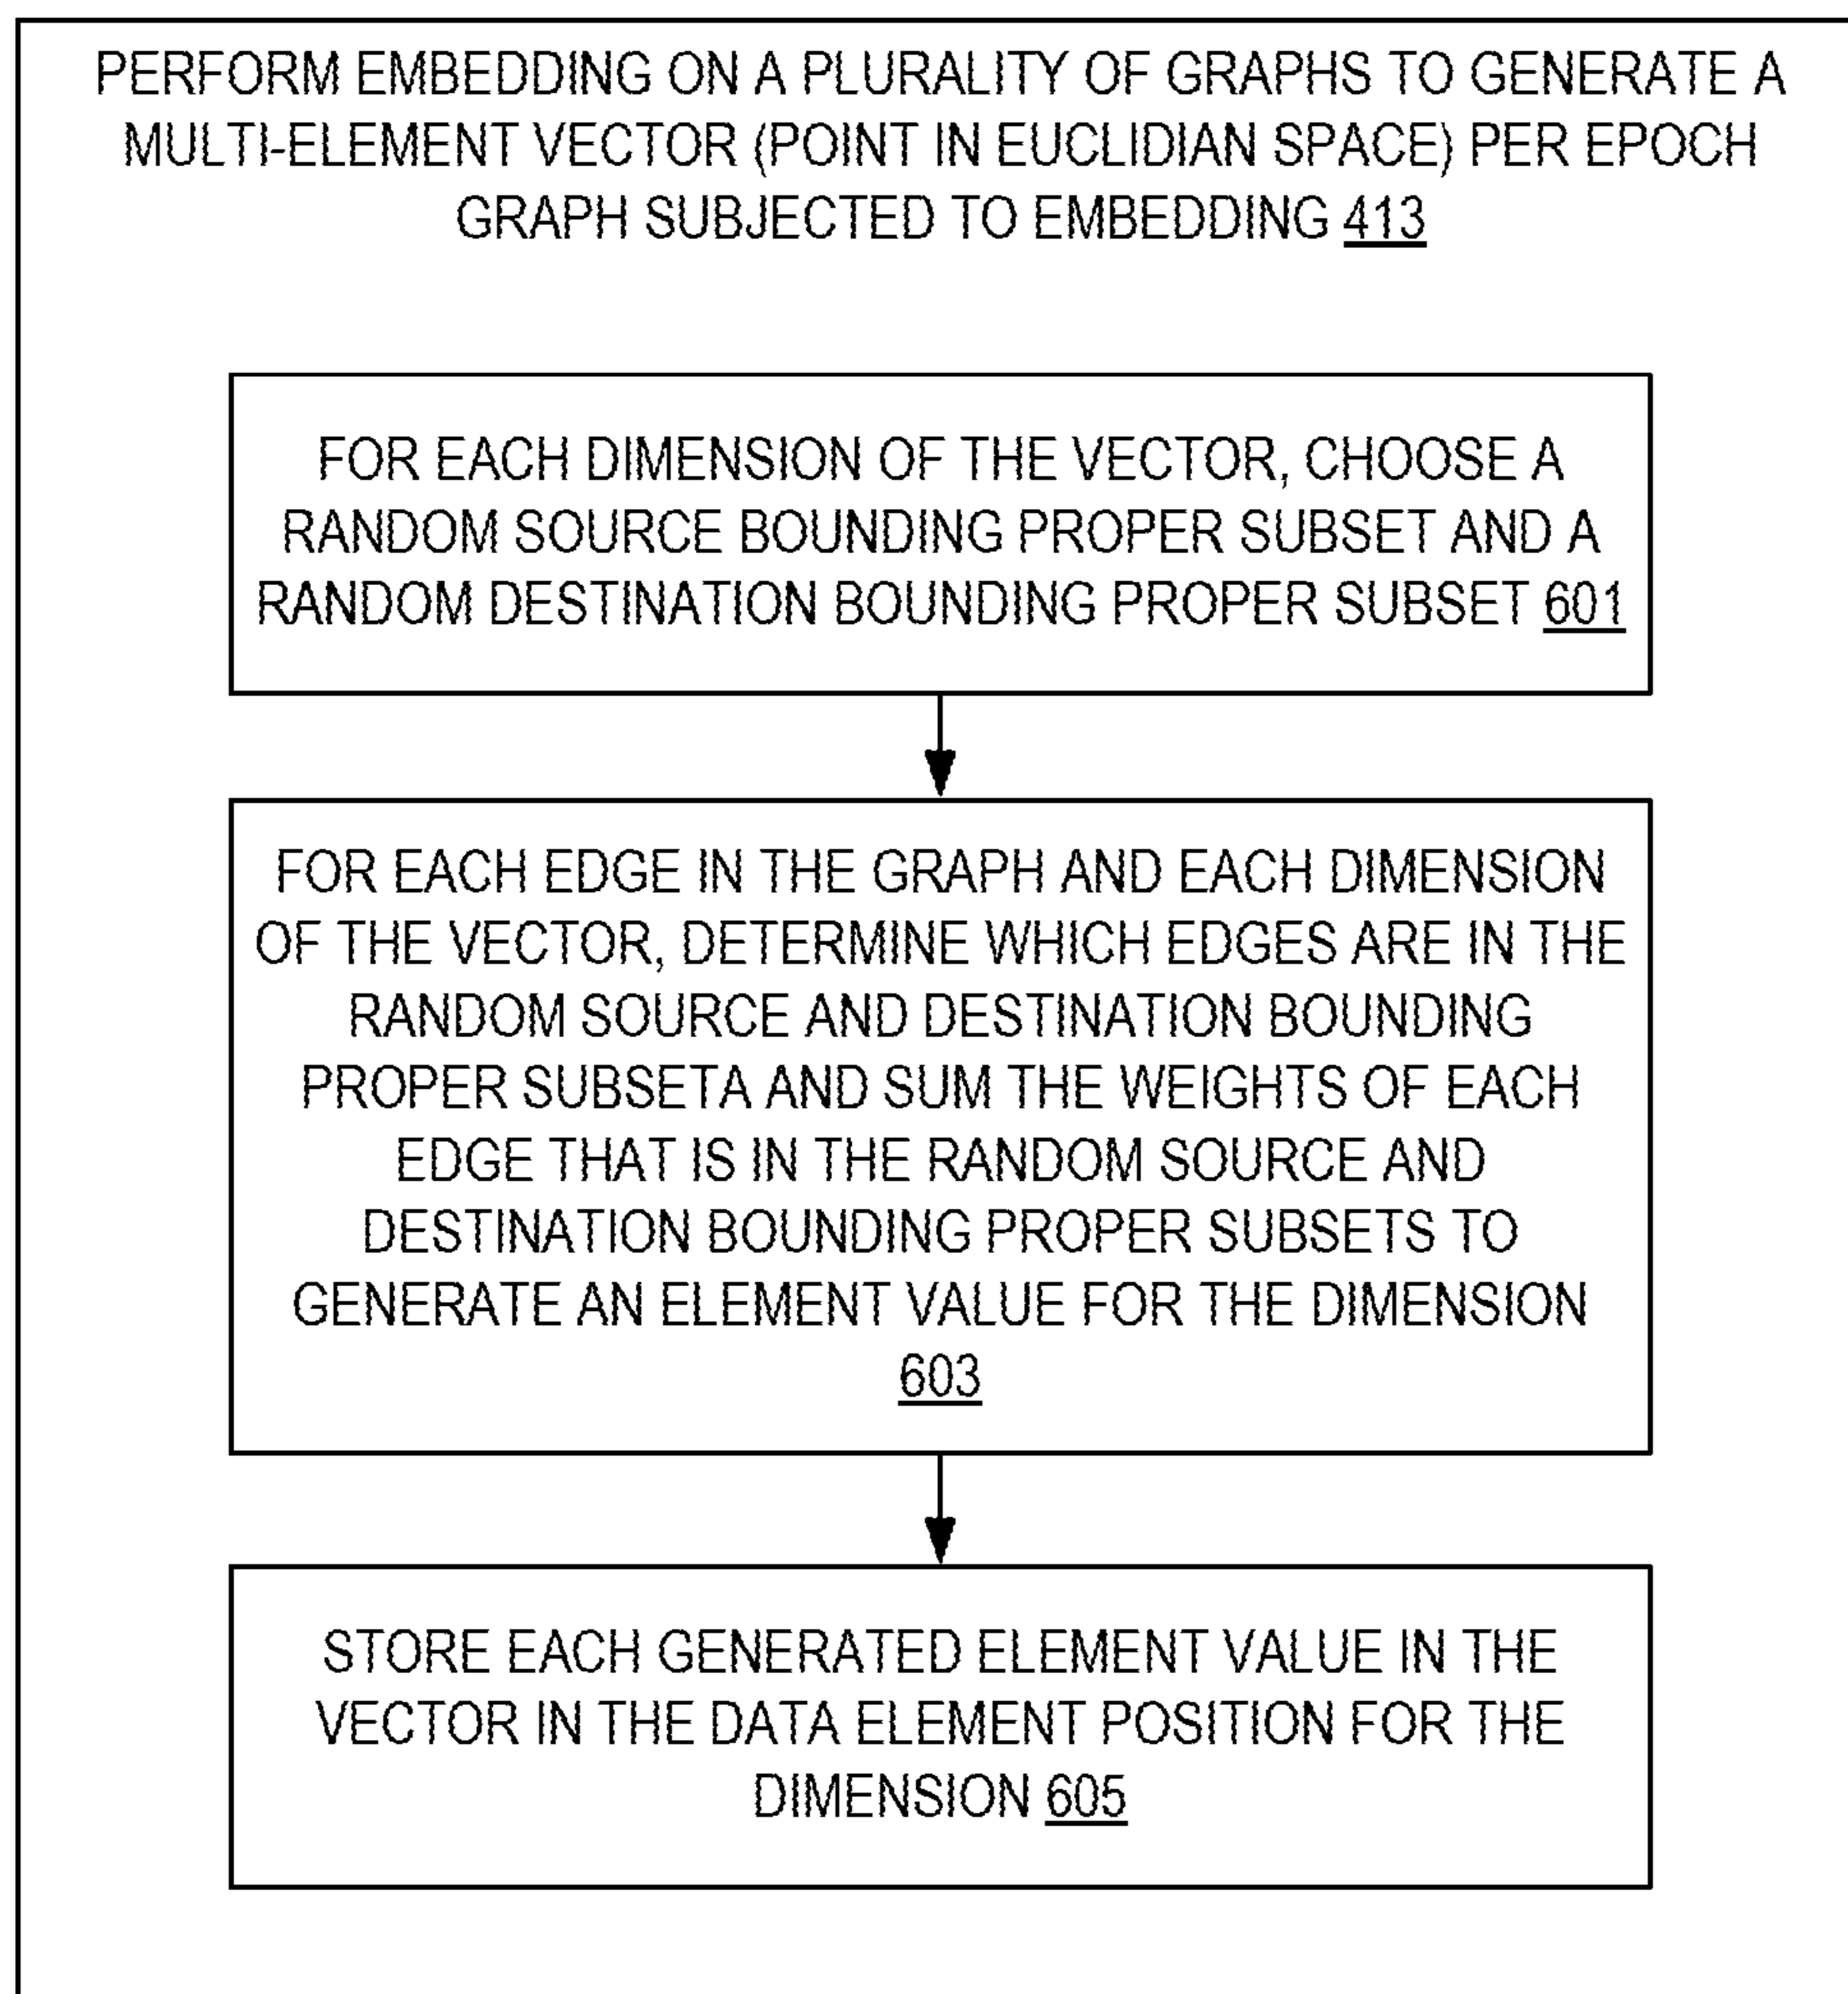 PERFORM EMBEDDING ON A PLURALITY OF GRAPHS TO GENERATE A
MULTI-ELEMENT VECTOR (POINT IN EUCLIDIAN SPACE) PER EPOCH
GRAPH SUBJECTED TO EMBEDDING 413
FOR EACH DIMENSION OF THE VECTOR, CHOOSE A
RANDOM SOURCE BOUNDING PROPER SUBSET AND A
RANDOM DESTINATION BOUNDING PROPER SUBSET 601
FOR EACH EDGE IN THE GRAPH AND EACH DIMENSION
OF THE VECTOR, DETERMINE WHICH EDGES ARE IN THE
RANDOM SOURCE AND DESTINATION BOUNDING
PROPER SUBSETA AND SUM THE WEIGHTS OF EACH
EDGE THAT IS IN THE RANDOM SOURCE AND
DESTINATION BOUNDING PROPER SUBSETS TO
GENERATE AN ELEMENT VALUE FOR THE DIMENSION
603
STORE EACH GENERATED ELEMENT VALUE IN THE
VECTOR IN THE DATA ELEMENT POSITION FOR THE
DIMENSION 605